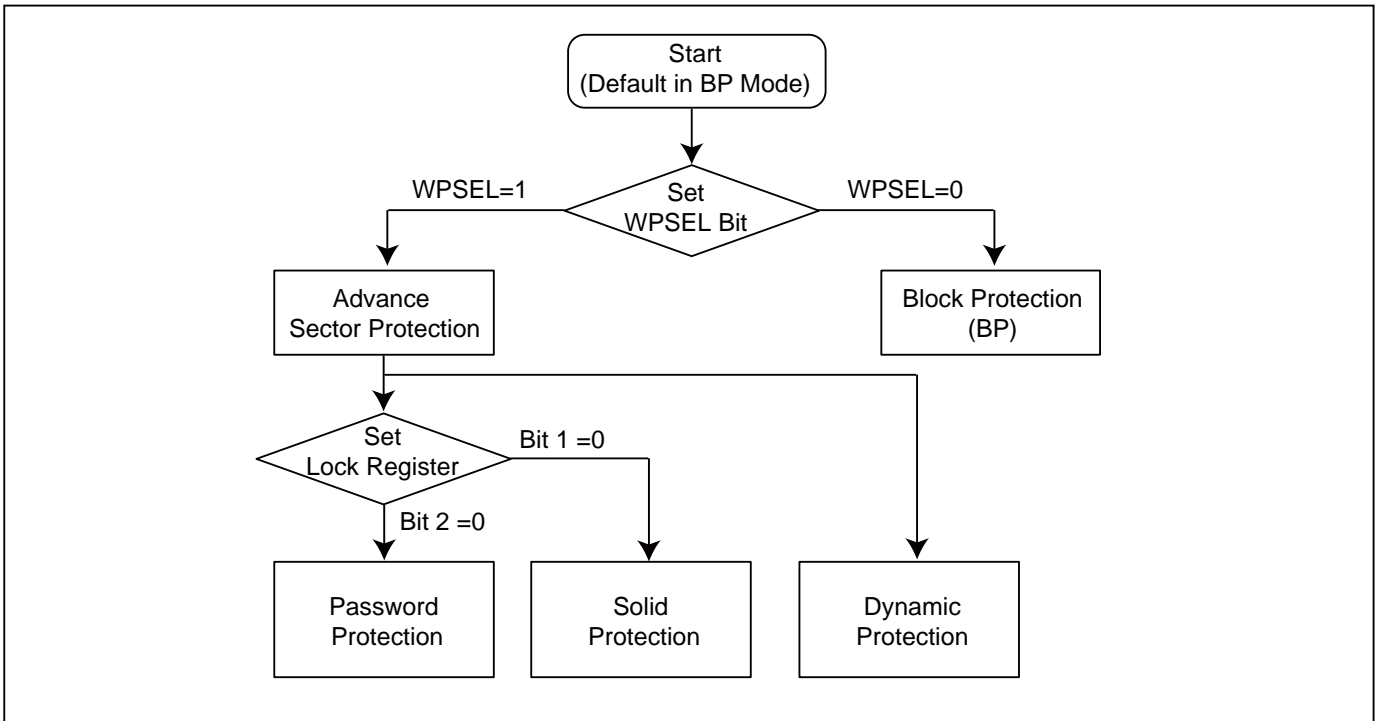 Start
(Default in BP Mode)
WPSEL=1
Set
WPSEL Bit
WPSEL=0
Advance
Sector Protection
Block Protection
(BP)
Set
Lock Register
Bit 1 =0
Bit 2 =0
Password
Protection
Solid
Protection
Dynamic
Protection